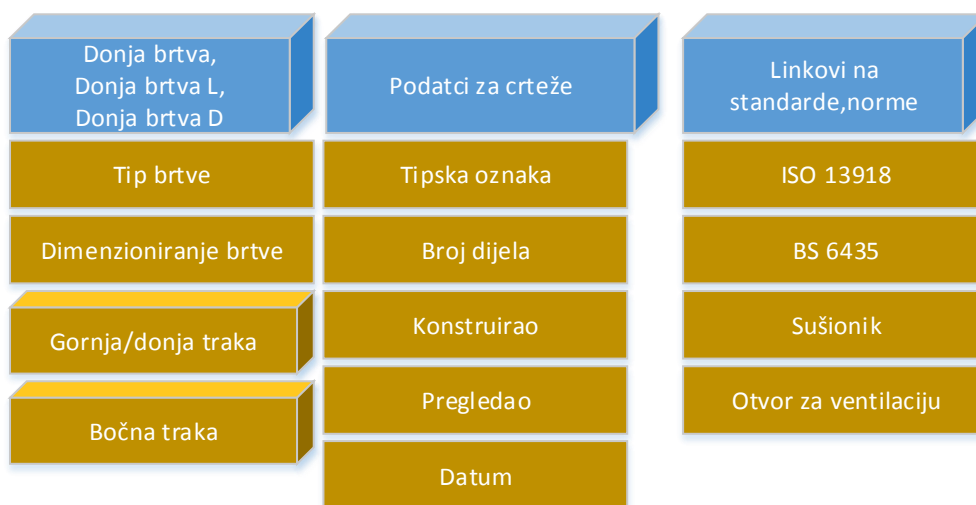 Donja brtva,
Donja brtva L,
Donja brtva D
Tip brtve
Dimenzioniranje brtve
Gornja/donja traka
Bočna traka
Podatci za crteže
Tipska oznaka
Broj dijela
Konstruirao
Pregledao
Datum
Linkovi na
standarde,norme
ISO 13918
BS 6435
Sušionik
Otvor za ventilaciju